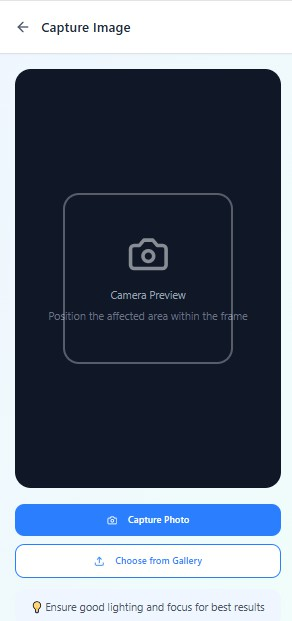 Capture Image
Camera Preview
Position the affected area within the frame
Capture Photo
Choose from Gallery
💡 Ensure good lighting and focus for best results